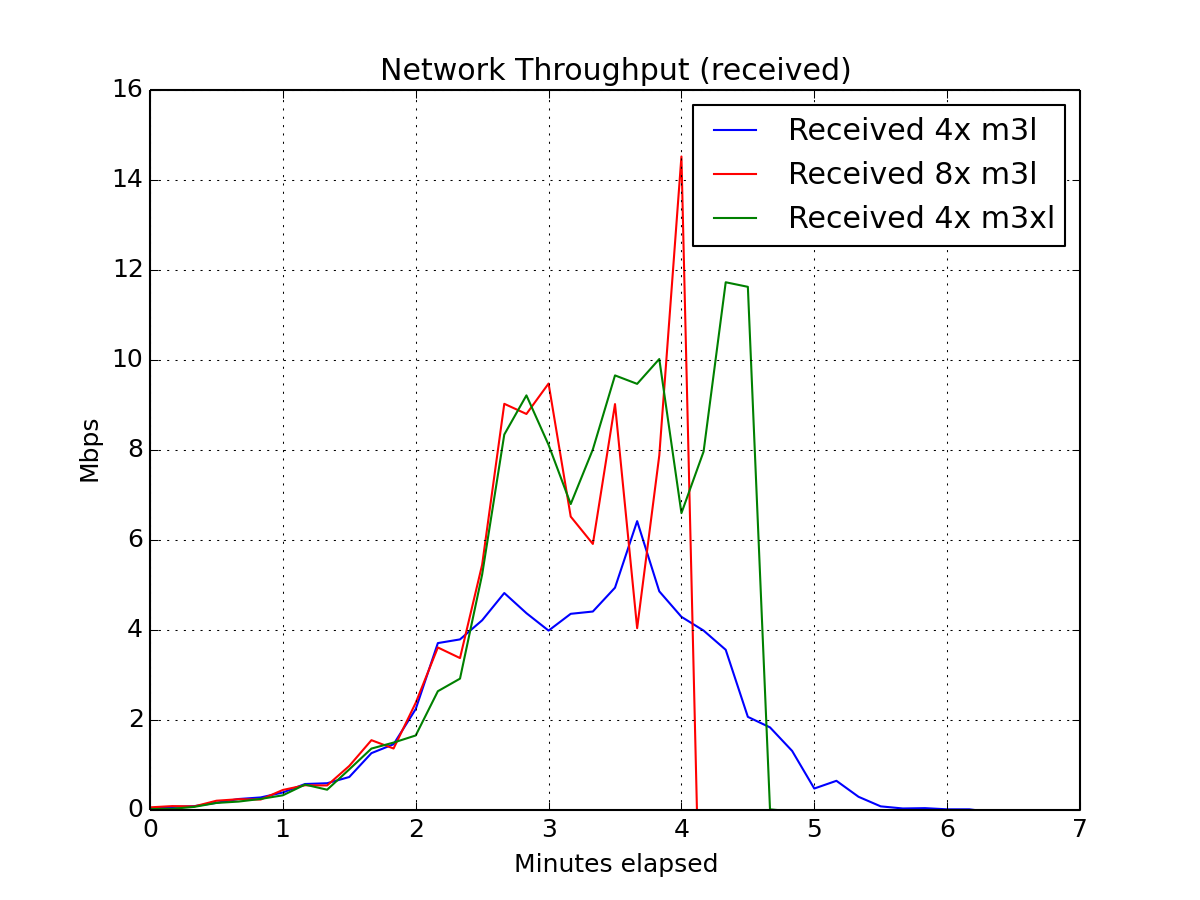 Network Throughput (received)
16
14
12
10
8
6
4
2
0
Mbps
Received 4x m3l
Received 8x m3l
Received 4x m3xl
0 1 2 3 4 5 6 7
Minutes elapsed